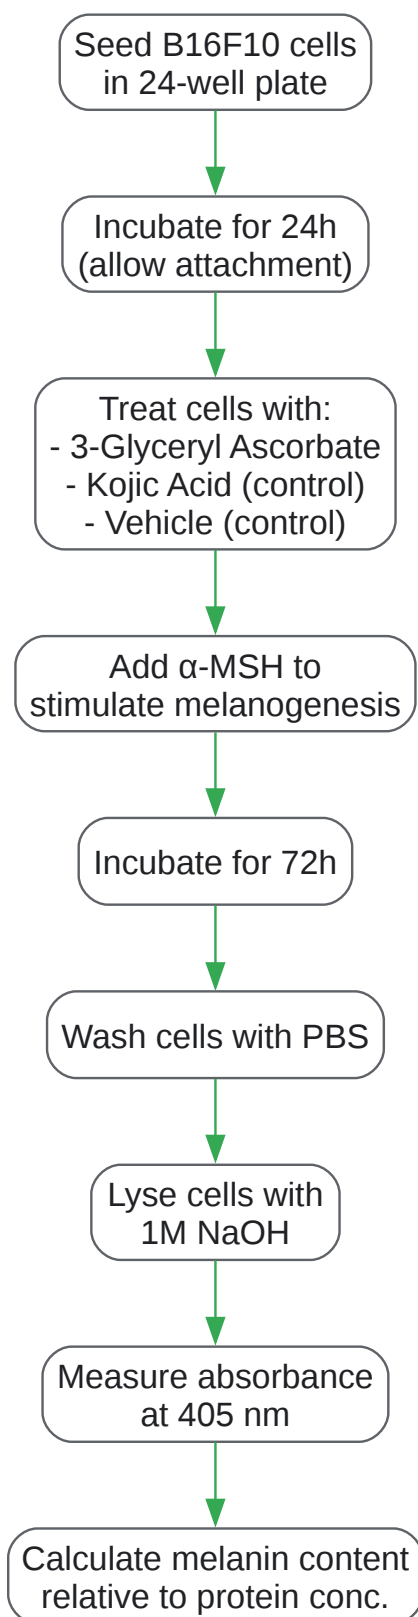 Seed B16F10 cells
in 24-well plate
Incubate for 24h
(allow attachment)
Treat cells with:
- 3-Glyceryl Ascorbate
- Kojic Acid (control)
- Vehicle (control)
Add α-MSH to
stimulate melanogenesis
Incubate for 72h
Wash cells with PBS
Lyse cells with
1M NaOH
Measure absorbance
at 405 nm
Calculate melanin content
relative to protein conc.